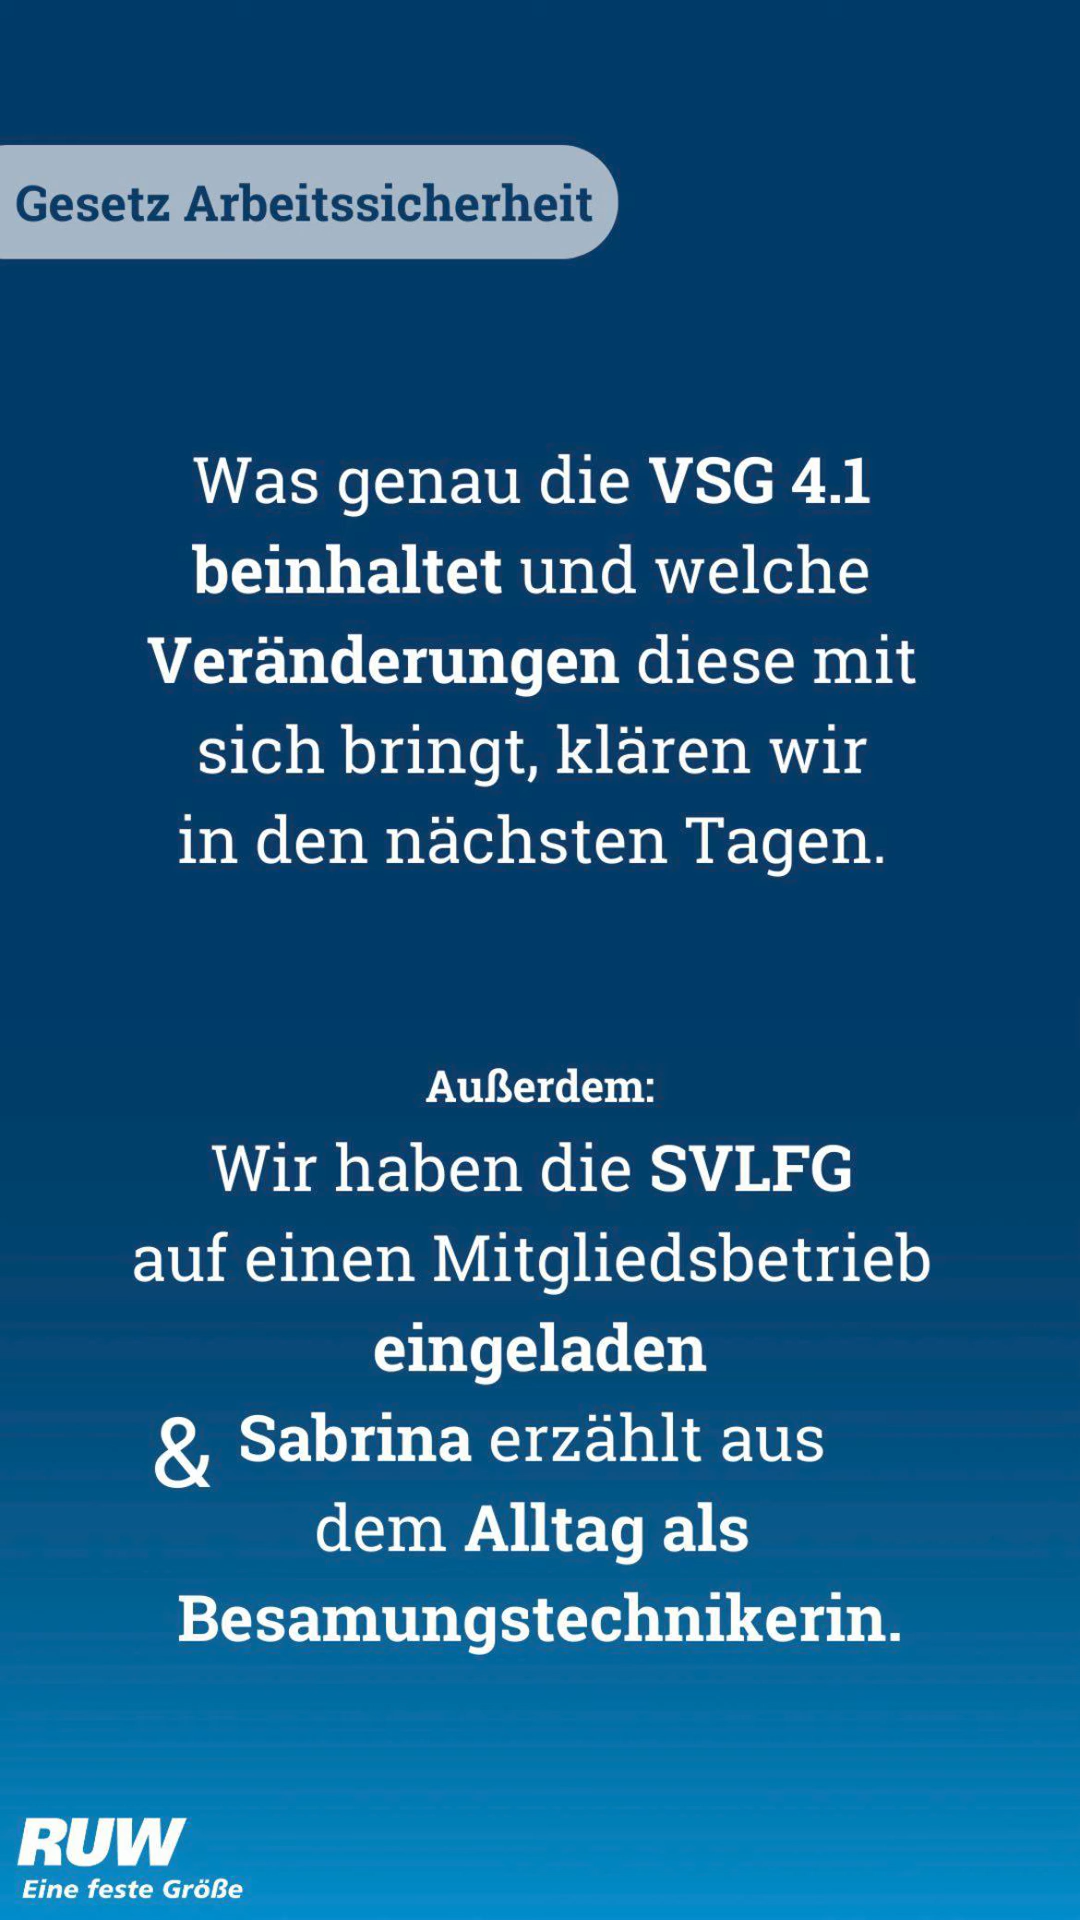 Gesetz Arbeitssicherheit
Was genau die VSG 4.1
beinhaltet und welche
Veränderungen diese mit
sich bringt, klären wir
in den nächsten Tagen.
Außerdem:
Wir haben die SVLFG
auf einen Mitgliedsbetrieb
eingeladen
& Sabrina erzählt aus
dem Alltag als
Besamungstechnikerin.
RUW
Eine feste Größe